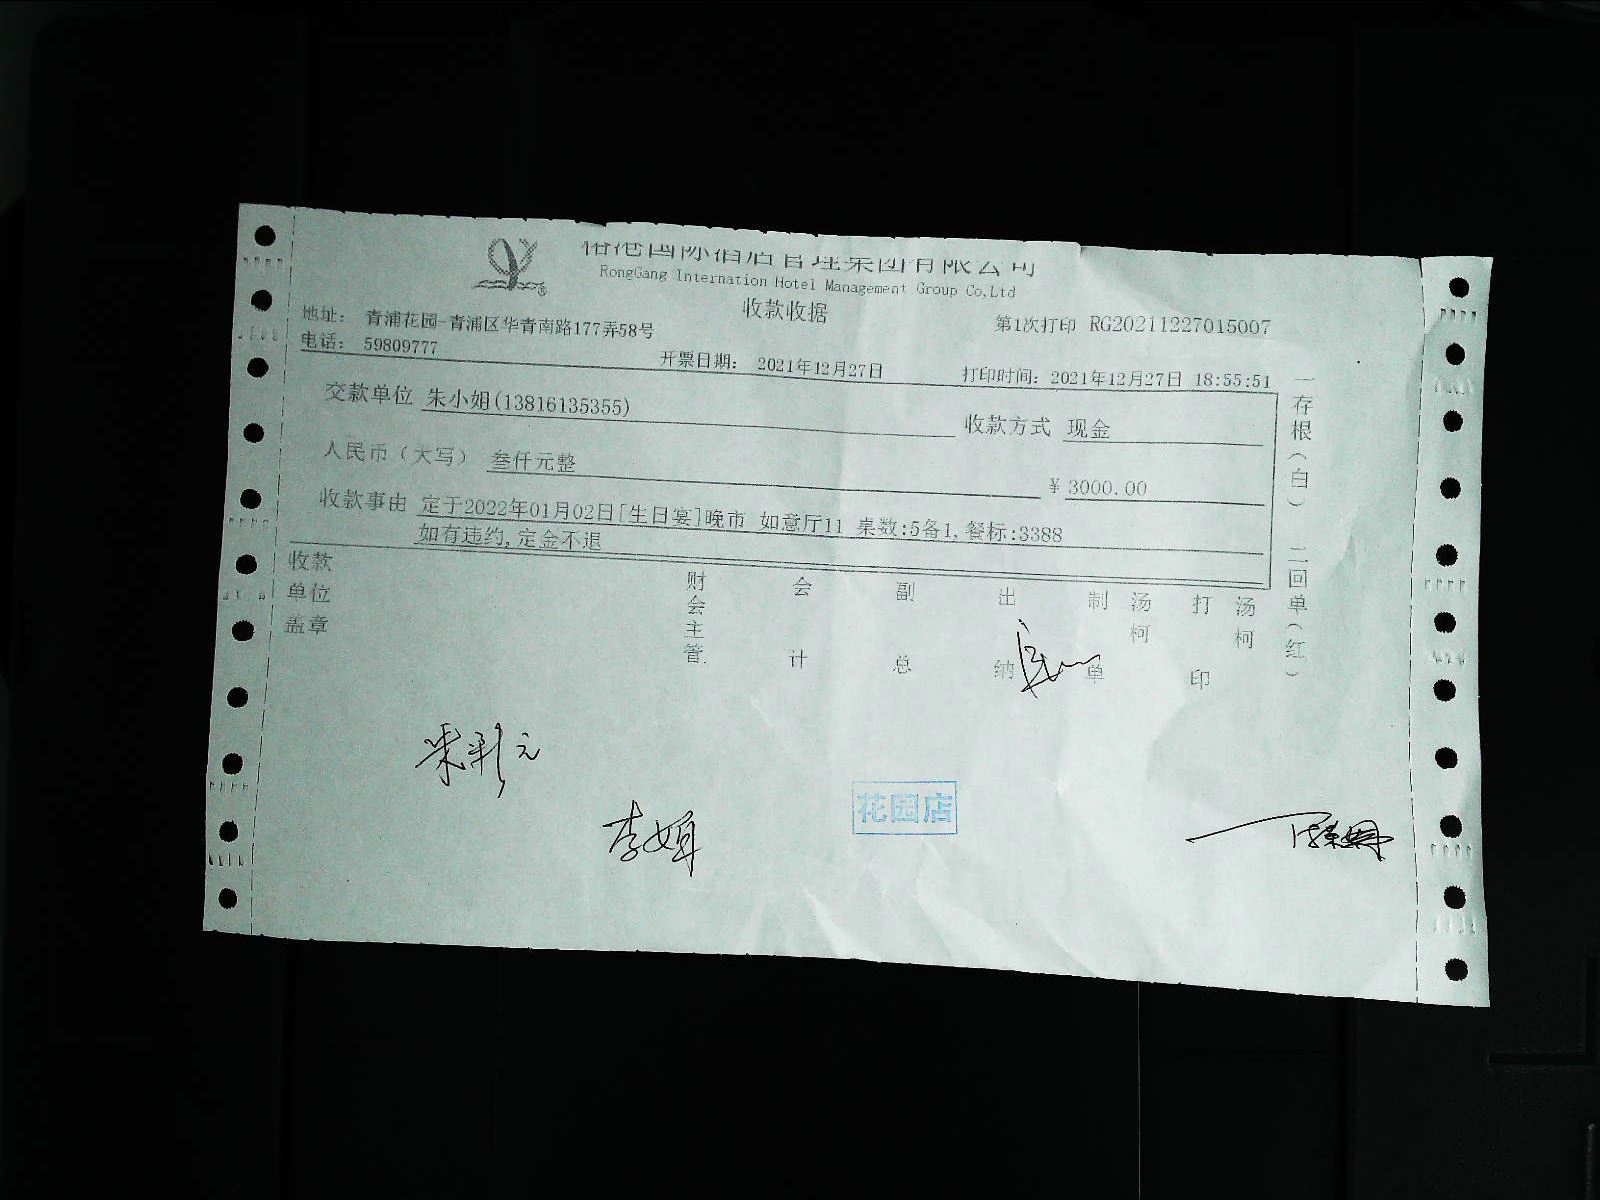 榕港国际酒店管理集团有限公司
RongGang Internation Hotel Management Group Co,Ltd
收款收据
地址： 青浦花园-青浦区华青南路177弄58号
第1次打印 RG20211227015007
电话： 59809777
开票日期： 2021年12月27日
打印时间：2021年12月27日 18:55:51
交款单位 朱小姐(13816135355)
收款方式 现金
人民币（大写） 叁仟元整
¥ 3000.00
收款事由 定于2022年01月02日[生日宴]晚市 如意厅11 桌数:5备1,餐标:3388
如有违约,定金不退
收款单位盖章
财会主管
会计
副总
出纳
制单
汤柯
打印
汤柯
一存根（白） 二回单（红）
李娟
花园店